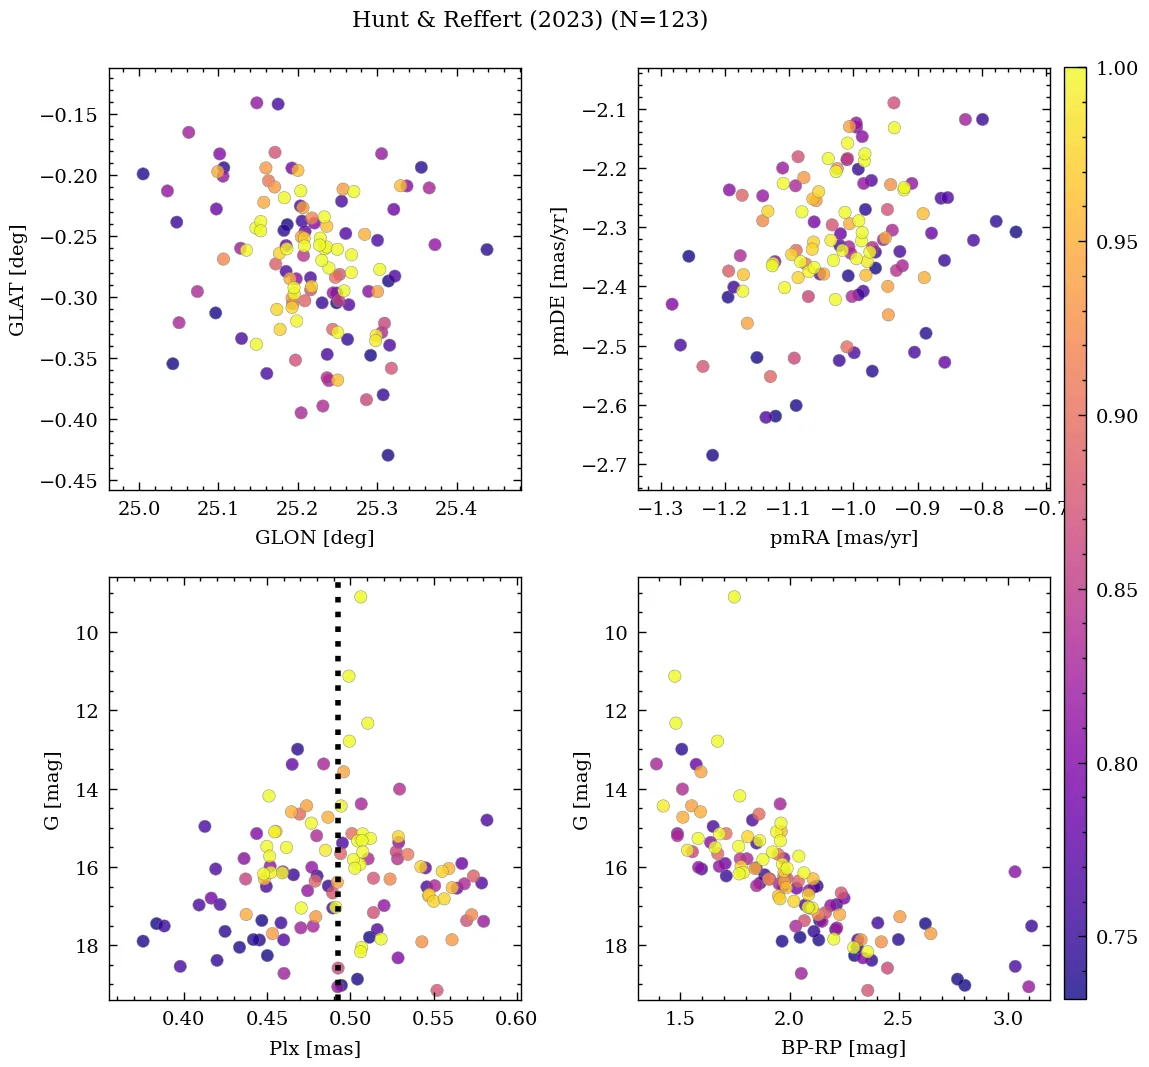 Hunt & Reffert (2023) (N=123)
−0.15
−0.20
−0.25
−0.30
−0.35
−0.40
−0.45
GLAT [deg]
25.0 25.1 25.2 25.3 25.4
GLON [deg]
−2.1
−2.2
−2.3
−2.4
−2.5
−2.6
−2.7
pmDE [mas/yr]
−1.3 −1.2 −1.1 −1.0 −0.9 −0.7
pmRA [mas/yr]
10
12
14
16
18
G [mag]
0.40 0.45 0.50 0.55 0.60
Plx [mas]
10
12
14
16
18
G [mag]
1.5 2.0 2.5 3.0
BP-RP [mag]
1.00
0.95
0.90
0.85
0.80
0.75